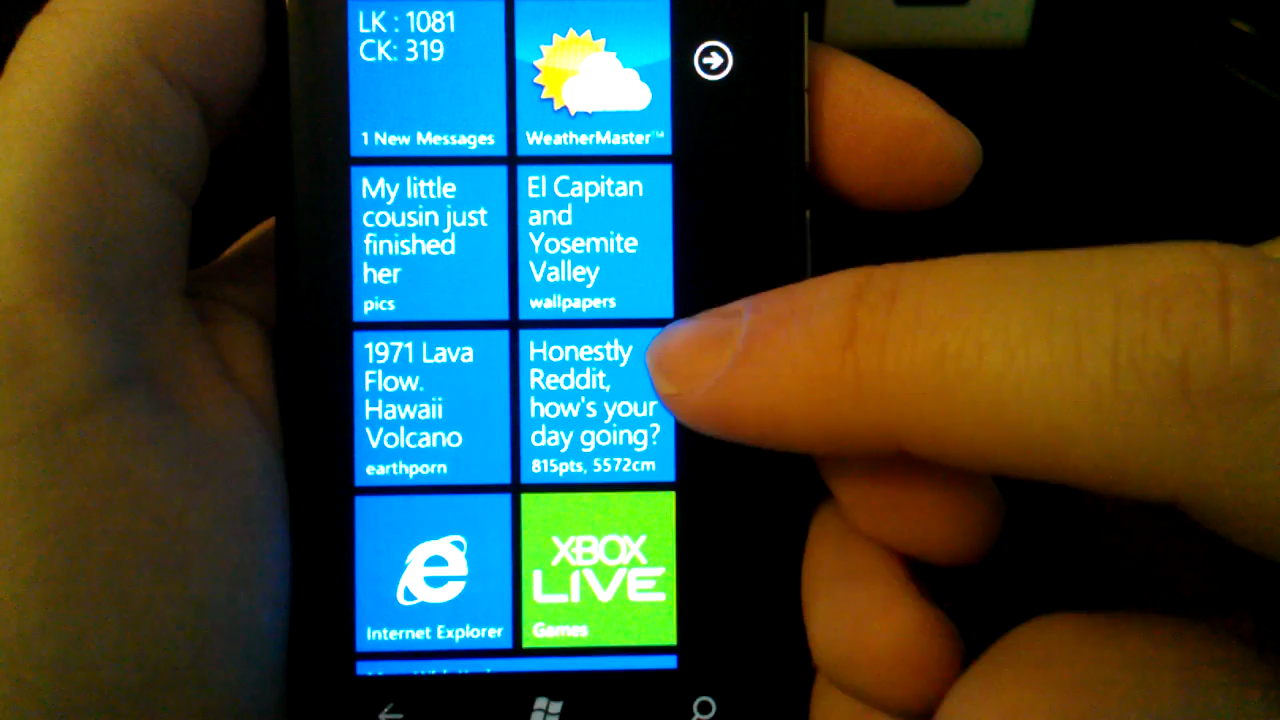 LK : 1081
CK: 319
1 New Messages
WeatherMaster™
My little
cousin just
finished
her
pics
El Capitan
and
Yosemite
Valley
wallpapers
1971 Lava
Flow.
Hawaii
Volcano
earthporn
Honestly
Reddit,
how's your
day going?
815pts, 5572cm
Internet Explorer
XBOX
LIVE
Games